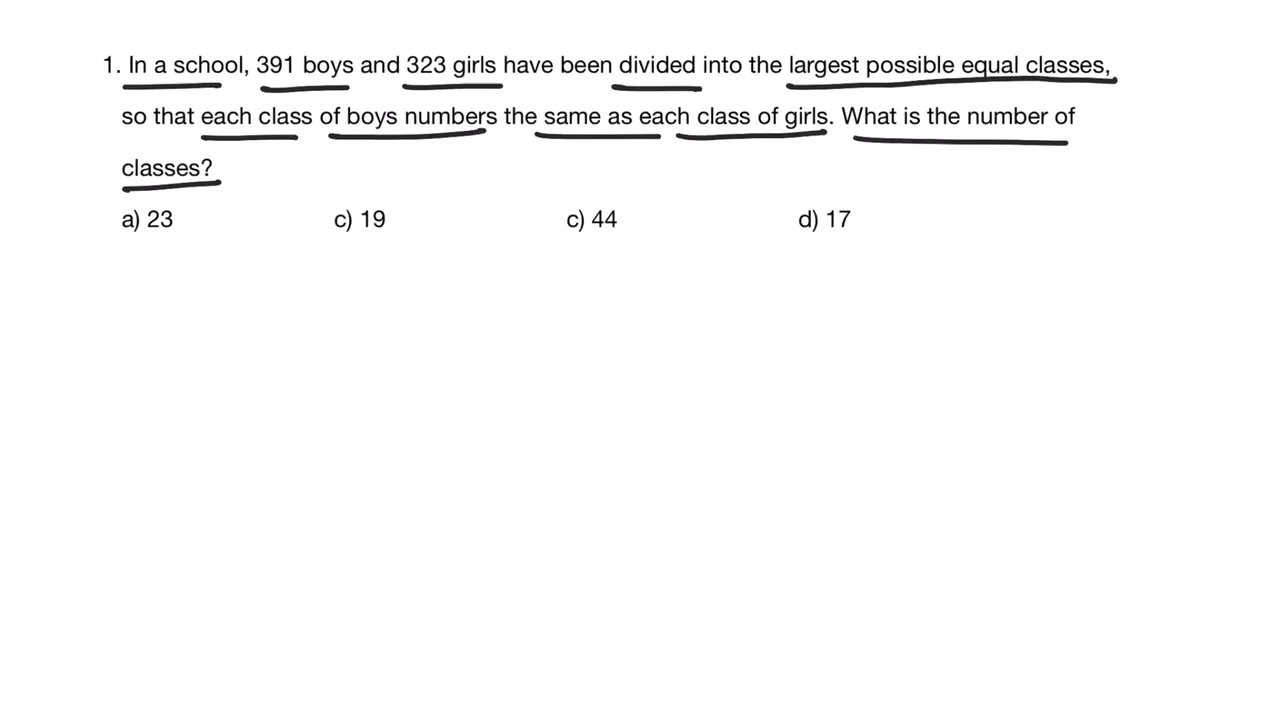 1. In a school, 391 boys and 323 girls have been divided into the largest possible equal classes,
so that each class of boys numbers the same as each class of girls. What is the number of
classes?
a) 23 c) 19 c) 44 d) 17